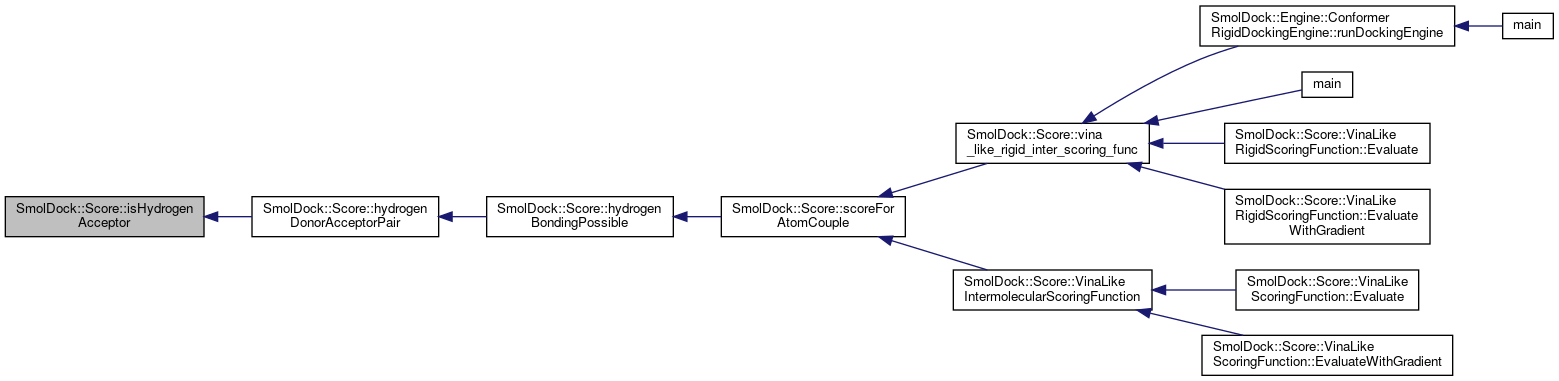 SmolDock::Score::isHydrogen
Acceptor
SmolDock::Score::hydrogen
DonorAcceptorPair
SmolDock::Score::hydrogen
BondingPossible
SmolDock::Score::scoreFor
AtomCouple
SmolDock::Score::vina
_like_rigid_inter_scoring_func
SmolDock::Engine::Conformer
RigidDockingEngine::runDockingEngine
main
main
SmolDock::Score::VinaLike
RigidScoringFunction::Evaluate
SmolDock::Score::VinaLike
RigidScoringFunction::Evaluate
WithGradient
SmolDock::Score::VinaLike
IntermolecularScoringFunction
SmolDock::Score::VinaLike
ScoringFunction::Evaluate
SmolDock::Score::VinaLike
ScoringFunction::EvaluateWithGradient